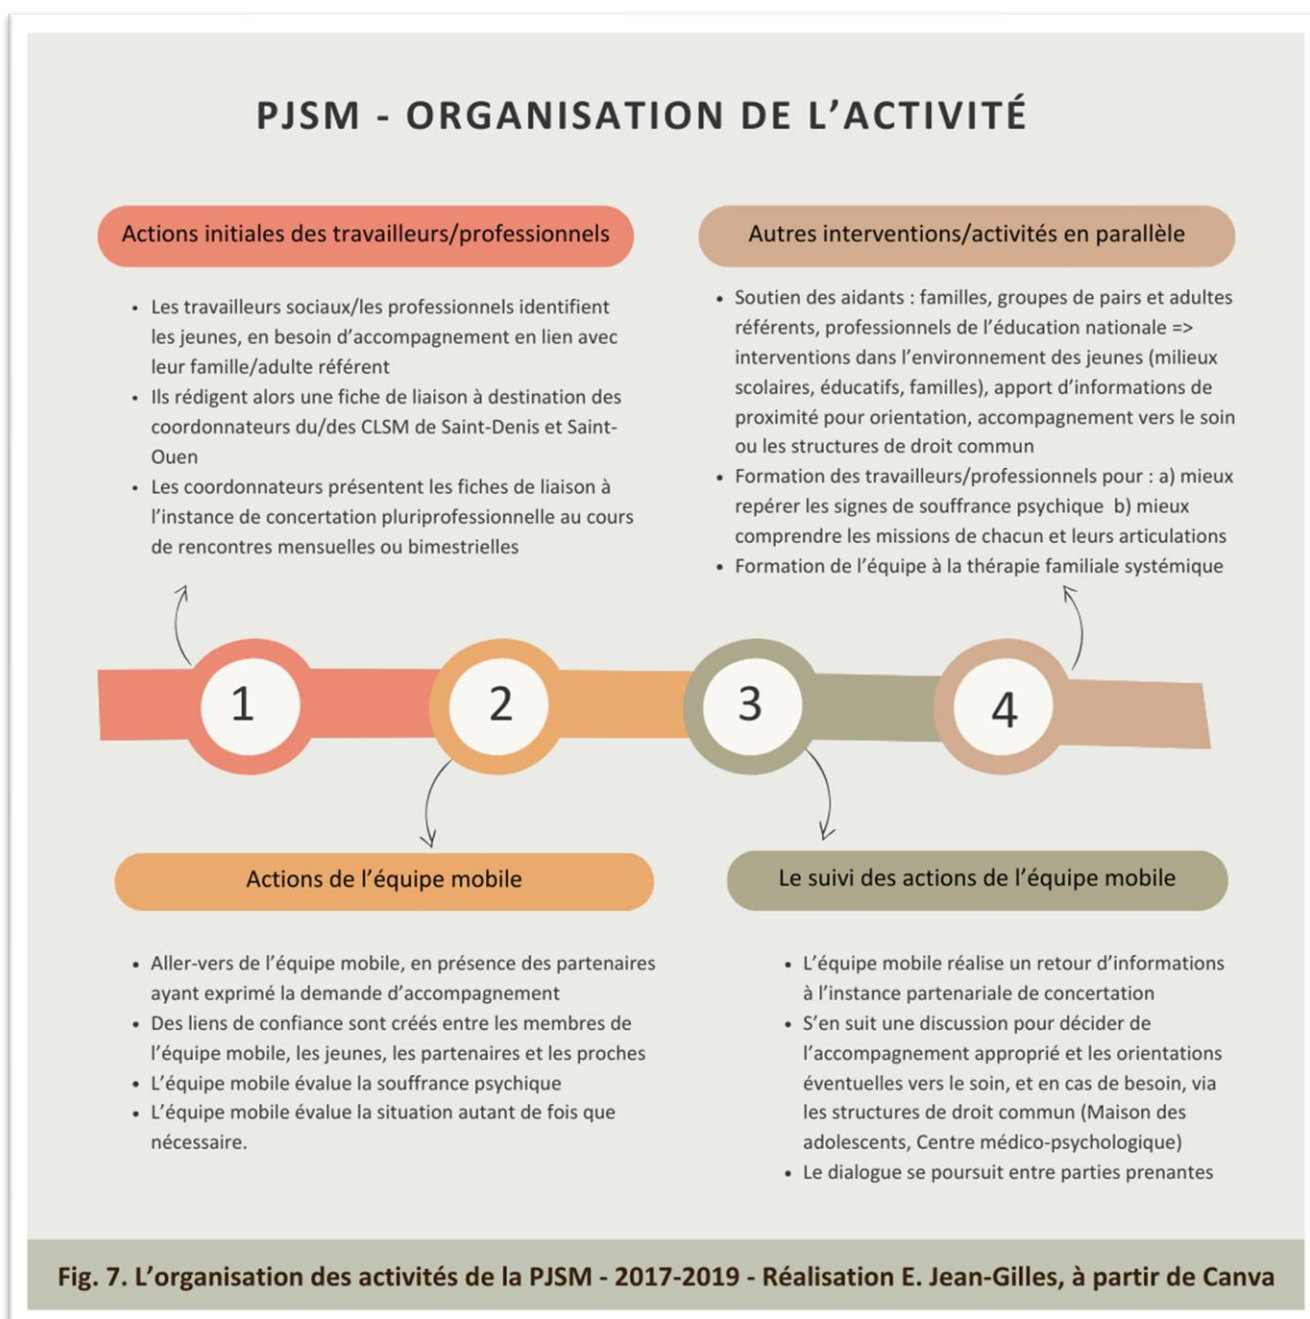 PJSM - ORGANISATION DE L'ACTIVITÉ
Actions initiales des travailleurs/professionnels
• Les travailleurs sociaux/les professionnels identifient
les jeunes, en besoin d'accompagnement en lien avec
leur famille/adulte référent
• Ils rédigent alors une fiche de liaison à destination des
coordonnateurs du/des CLSM de Saint-Denis et Saint-
Ouen
• Les coordonnateurs présentent les fiches de liaison à
l'instance de concertation pluriprofessionnelle au cours
de rencontres mensuelles ou bimestrielles
Autres interventions/activités en parallèle
• Soutien des aidants : familles, groupes de pairs et adultes
référents, professionnels de l'éducation nationale =>
interventions dans l'environnement des jeunes (milieux
scolaires, éducatifs, familles), apport d'informations de
proximité pour orientation, accompagnement vers le soin
ou les structures de droit commun
• Formation des travailleurs/professionnels pour : a) mieux
repérer les signes de souffrance psychique b) mieux
comprendre les missions de chacun et leurs articulations
• Formation de l'équipe à la thérapie familiale systémique
1
2
3
4
Actions de l'équipe mobile
• Aller-vers de l'équipe mobile, en présence des partenaires
ayant exprimé la demande d'accompagnement
• Des liens de confiance sont créés entre les membres de
l'équipe mobile, les jeunes, les partenaires et les proches
• L'équipe mobile évalue la souffrance psychique
• L'équipe mobile évalue la situation autant de fois que
nécessaire.
Le suivi des actions de l'équipe mobile
• L'équipe mobile réalise un retour d'informations
à l'instance partenariale de concertation
• S'en suit une discussion pour décider de
l'accompagnement approprié et les orientations
éventuelles vers le soin, et en cas de besoin, via
les structures de droit commun (Maison des
adolescents, Centre médico-psychologique)
• Le dialogue se poursuit entre parties prenantes
Fig. 7. L'organisation des activités de la PJSM - 2017-2019 - Réalisation E. Jean-Gilles, à partir de Canva